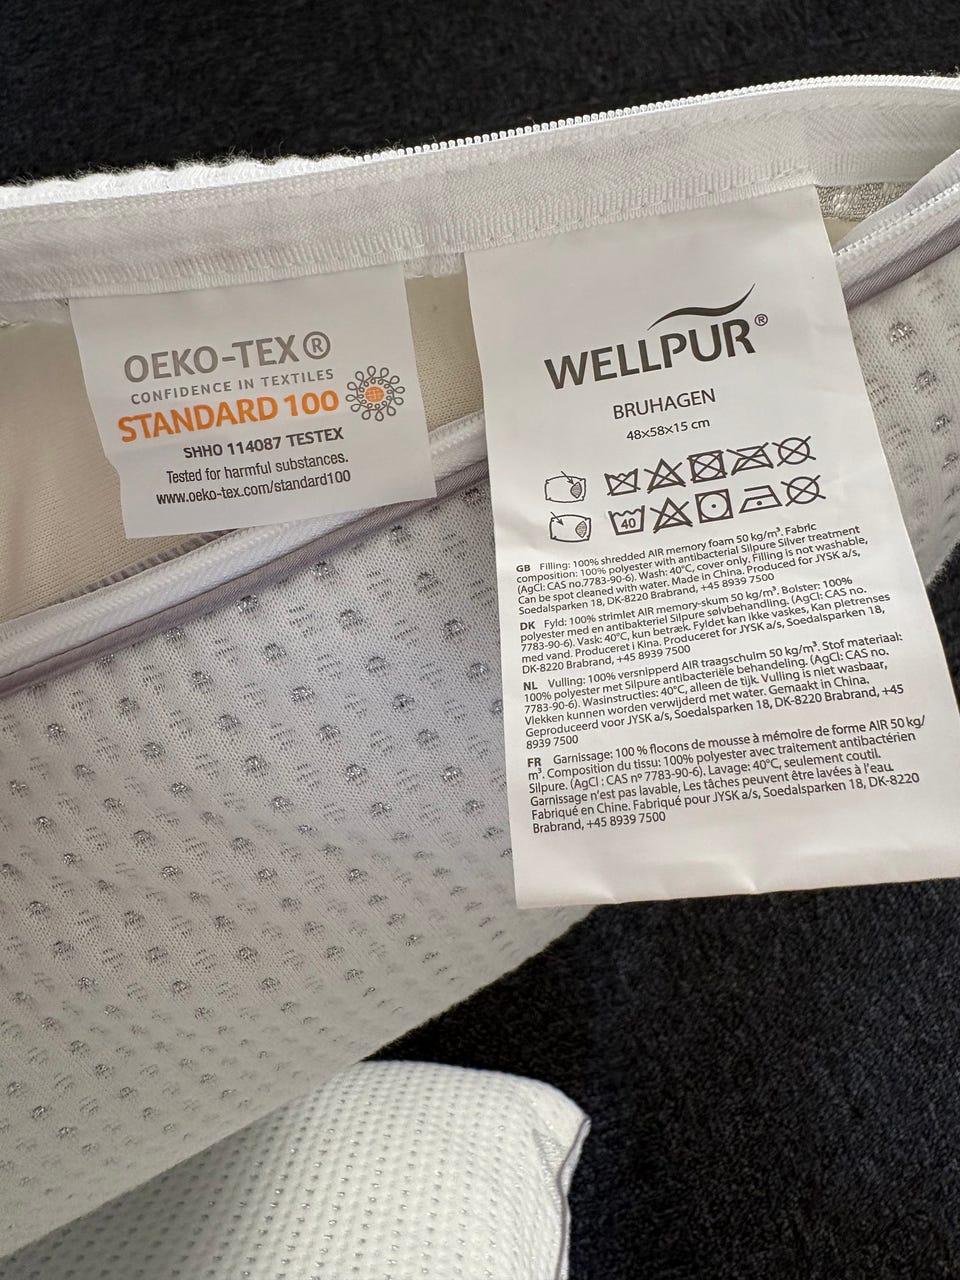 OEKO-TEX®
CONFIDENCE IN TEXTILES
STANDARD 100
SHHO 114087 TESTEX
Tested for harmful substances.
www.oeko-tex.com/standard100
WELLPUR®
BRUHAGEN
48x58x15 cm
40
GB Filling: 100% shredded AIR memory foam 50 kg/m³. Fabric
composition: 100% polyester with antibacterial Silpure Silver treatment
(AgCl: CAS no.7783-90-6). Wash: 40°C, cover only. Filling is not washable,
Can be spot cleaned with water. Made in China. Produced for JYSK a/s,
Soedalsparken 18, DK-8220 Brabrand, +45 8939 7500
DK Fyld: 100% strimlet AIR memory-skum 50 kg/m³. Bolster: 100%
polyester med en antibakteriel Silpure sølvbehandling. (AgCl: CAS no.
7783-90-6). Vask: 40°C, kun betræk. Fyldet kan ikke vaskes, Kan pletrenses
med vand. Produceret i Kina. Produceret for JYSK a/s, Soedalsparken 18,
DK-8220 Brabrand, +45 8939 7500
NL Vulling: 100% versnipperd AIR traagschuim 50 kg/m³. Stof materiaal:
100% polyester met Silpure antibacteriële behandeling. (AgCl: CAS no.
7783-90-6). Wasinstructies: 40°C, alleen de tijk. Vulling is niet wasbaar,
Vlekken kunnen worden verwijderd met water. Gemaakt in China.
Geproduceerd voor JYSK a/s, Soedalsparken 18, DK-8220 Brabrand, +45
8939 7500
FR Garnissage: 100 % flocons de mousse à mémoire de forme AIR 50 kg/
m³. Composition du tissu: 100% polyester avec traitement antibactérien
Silpure. (AgCl : CAS nº 7783-90-6). Lavage: 40°C, seulement coutil.
Garnissage n'est pas lavable, Les tâches peuvent être lavées à l'eau.
Fabriqué en Chine. Fabriqué pour JYSK a/s, Soedalsparken 18, DK-8220
Brabrand, +45 8939 7500